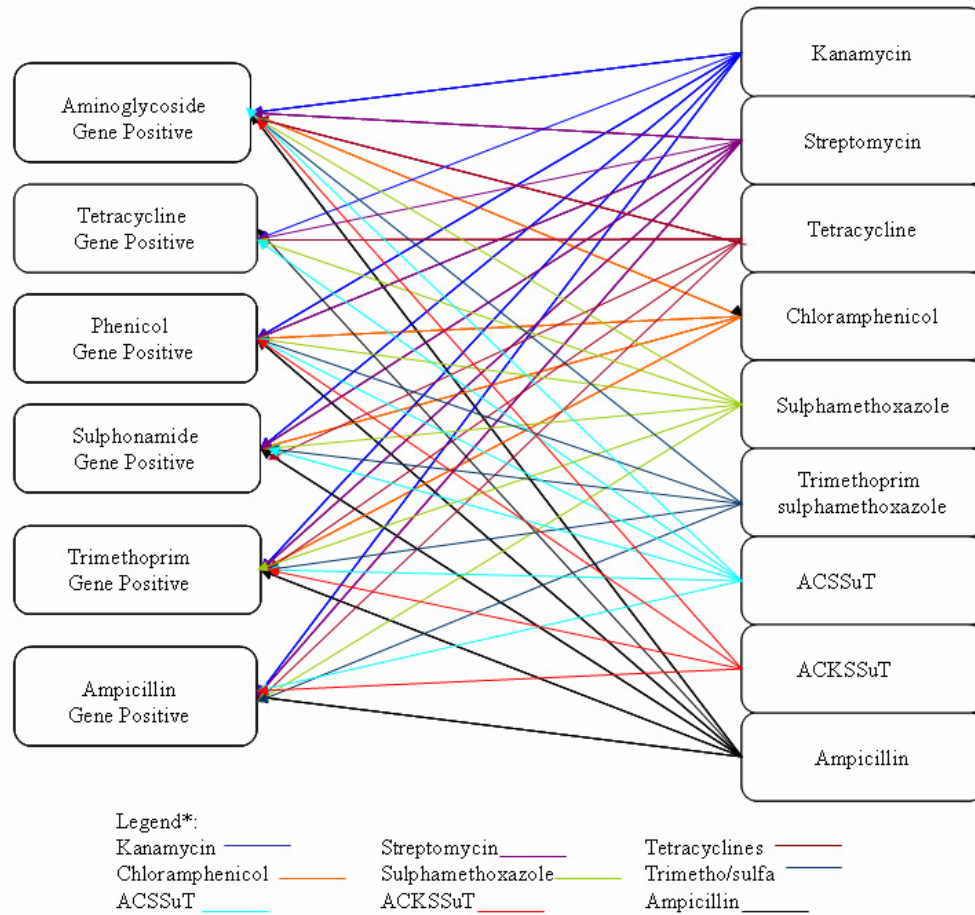 Aminoglycoside
Gene Positive
Tetracycline
Gene Positive
Phenicol
Gene Positive
Sulphonamide
Gene Positive
Trimethoprim
Gene Positive
Ampicillin
Gene Positive
Kanamycin
Streptomycin
Tetracycline
Chloramphenicol
Sulphamethoxazole
Trimethoprim
sulphamethoxazole
ACSSuT
ACKSSuT
Ampicillin
Legend*:
Kanamycin Streptomycin Tetracyclines
Chloramphenicol Sulphamethoxazole Trimetho/sulfa
ACSSuT ACKSSuT Ampicillin